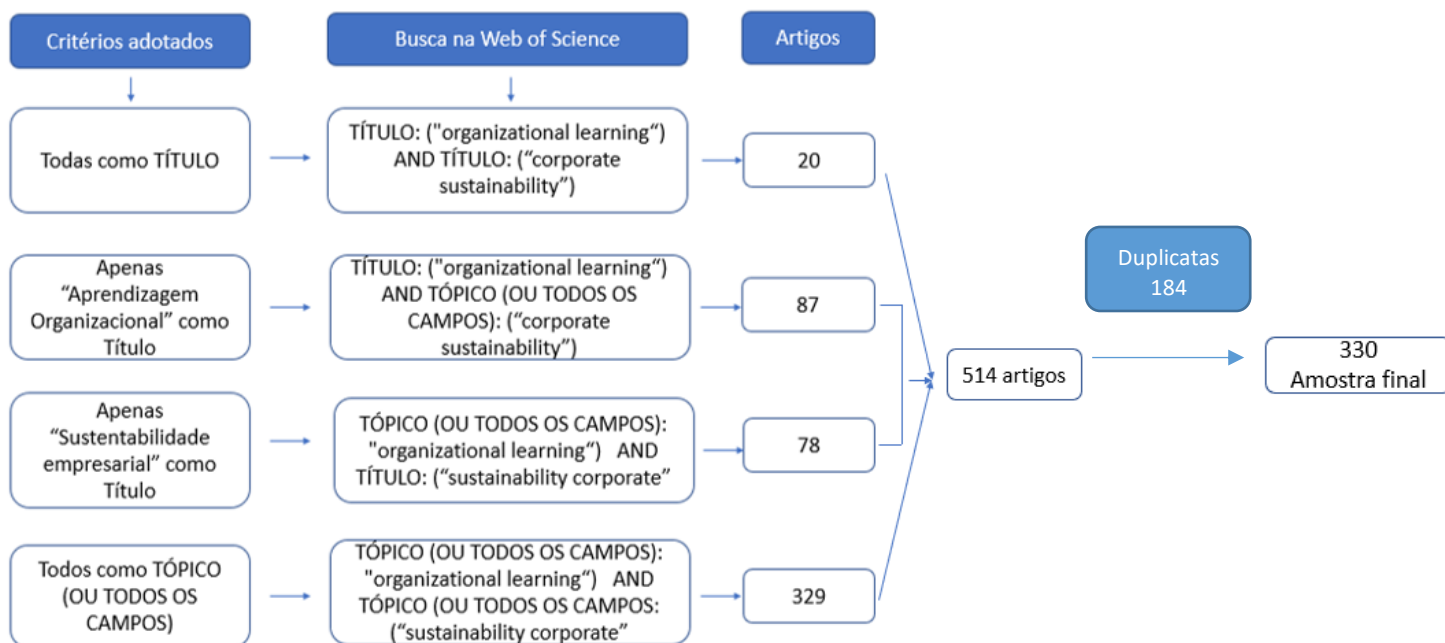 Critérios adotados
Busca na Web of Science
Artigos
Todas como TÍTULO
TÍTULO: ("organizational learning“)
AND TÍTULO: (“corporate
sustainability”)
20
Apenas
“Aprendizagem
Organizacional” como
Título
TÍTULO: ("organizational learning“)
AND TÓPICO (OU TODOS OS
CAMPOS): (“corporate
sustainability”)
87
Apenas
“Sustentabilidade
empresarial” como
Título
TÓPICO (OU TODOS OS CAMPOS):
"organizational learning“) AND
TÍTULO: (“sustainability corporate”
78
Todos como TÓPICO
(OU TODOS OS
CAMPOS)
TÓPICO (OU TODOS OS CAMPOS):
"organizational learning“) AND
TÓPICO (OU TODOS OS CAMPOS:
(“sustainability corporate”
329
514 artigos
Duplicatas
184
330
Amostra final